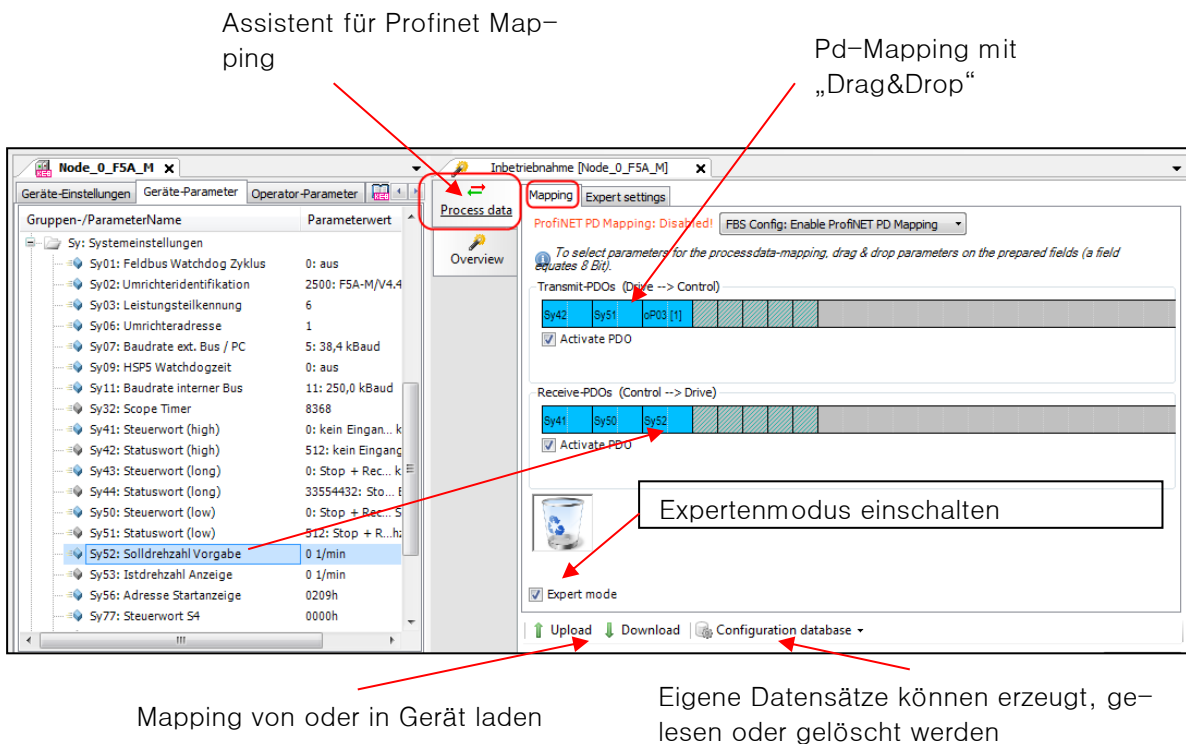 Assistent für Profinet Map-
ping
Pd-Mapping mit
„Drag&Drop“
Node_0_F5A_M x
Inbetriebnahme [Node_0_F5A_M] x
Geräte-Einstellungen Geräte-Parameter Operator-Parameter
Gruppen-/ParameterName Parameterwert
Sy: Systemeinstellungen
Sy01: Feldbus Watchdog Zyklus 0: aus
Sy02: Umrichteridentifikation 2500: F5A-M/V4.4
Sy03: Leistungsteilkennung 6
Sy06: Umrichteradresse 1
Sy07: Baudrate ext. Bus / PC 5: 38,4 kBaud
Sy09: HSP5 Watchdogzeit 0: aus
Sy11: Baudrate interner Bus 11: 250,0 kBaud
Sy32: Scope Timer 8368
Sy41: Steuerwort (high) 0: kein Eingan... k
Sy42: Statuswort (high) 512: kein Eingang
Sy43: Steuerwort (long) 0: Stop + Rec... k
Sy44: Statuswort (long) 33554432: Sto... E
Sy50: Steuerwort (low) 0: Stop + Rec... S
Sy51: Statuswort (low) 512: Stop + R...hz
Sy52: Solldrehzahl Vorgabe 0 1/min
Sy53: Istdrehzahl Anzeige 0 1/min
Sy56: Adresse Startanzeige 0209h
Sy77: Steuerwort S4 0000h
Process data
Overview
Mapping Expert settings
ProfiNET PD Mapping: Disabled! FBS Config: Enable ProfiNET PD Mapping
To select parameters for the processdata-mapping, drag & drop parameters on the prepared fields (a field
equates 8 Bit).
Transmit-PDOs (Drive --> Control)
Sy42 Sy51 oP03 [1]
Activate PDO
Receive-PDOs (Control --> Drive)
Sy41 Sy50 Sy52
Activate PDO
Expertenmodus einschalten
Expert mode
Upload Download Configuration database
Mapping von oder in Gerät laden
Eigene Datensätze können erzeugt, ge-
lesen oder gelöscht werden